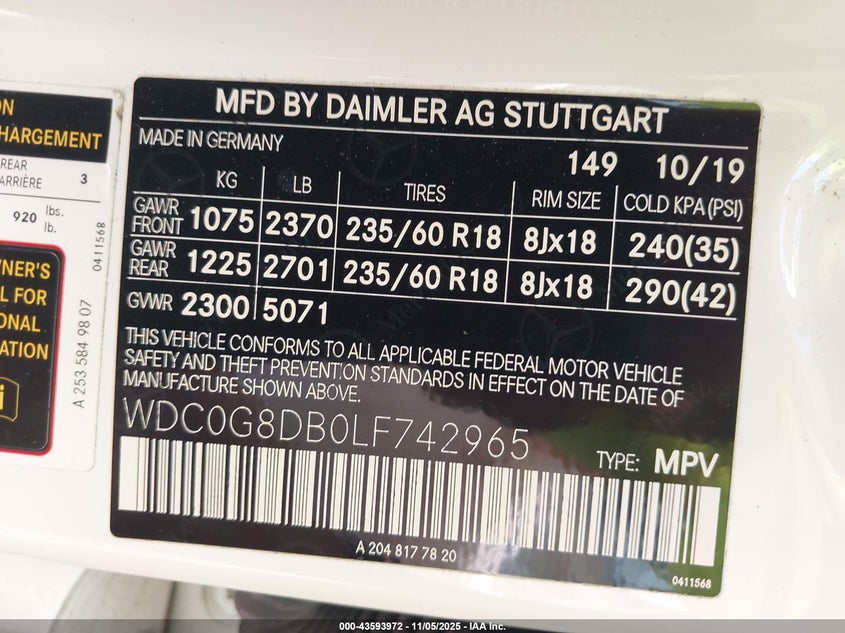 ON
HARGEMENT
REAR
ARRIÈRE 3
920 lbs.
lb.
0411568
WNER'S
L FOR
ONAL
ATION
i
A 253 584 98 07
MFD BY DAIMLER AG STUTTGART
MADE IN GERMANY
149 10/19
KG LB TIRES RIM SIZE COLD KPA (PSI)
GAWR FRONT 1075 2370 235/60 R18 8Jx18 240(35)
GAWR REAR 1225 2701 235/60 R18 8Jx18 290(42)
GVWR 2300 5071
THIS VEHICLE CONFORMS TO ALL APPLICABLE FEDERAL MOTOR VEHICLE
SAFETY AND THEFT PREVENTION STANDARDS IN EFFECT ON THE DATE OF
MANUFACTURE SHOWN ABOVE.
WDC0G8DB0LF742965
TYPE: MPV
A 204 817 78 20
0411568
000-43593972 — 11/05/2025 — IAA Inc.